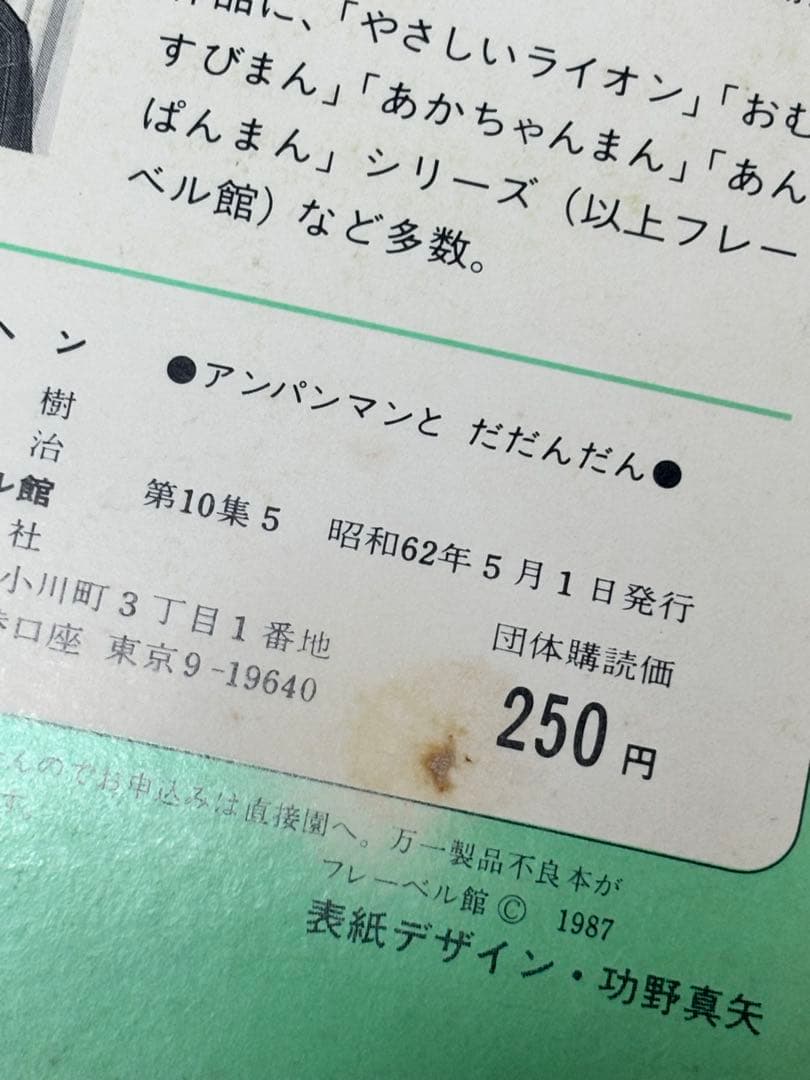 作品に、「やさしいライオン」「おむ
すびまん」「あかちゃんまん」「あん
ぱんまん」シリーズ（以上フレー
ベル館）など多数。
ヘン
樹
治
ル館
社
●アンパンマンと だだんだん●
第10集5 昭和62年5月1日発行
小川町3丁目1番地
口座 東京9-19640
団体購読価
250円
んのでお申込みは直接園へ。万一製品不良本が
す。
フレーベル館 © 1987
表紙デザイン・功野真矢